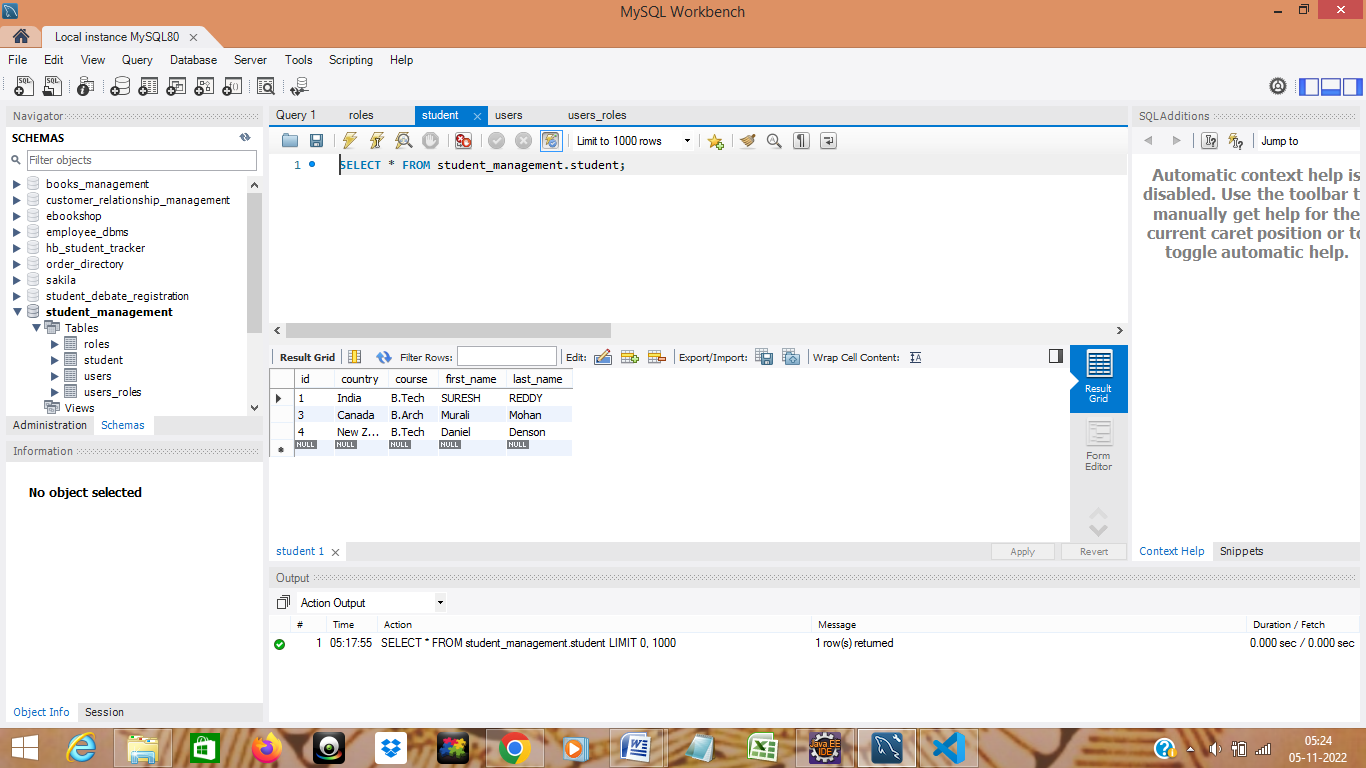 MySQL Workbench
Local instance MySQL80
File Edit View Query Database Server Tools Scripting Help
Navigator
SCHEMAS
Filter objects
books_management
customer_relationship_management
ebookshop
employee_dbms
hb_student_tracker
order_directory
sakila
student_debate_registration
student_management
Tables
roles
student
users
users_roles
Views
Administration Schemas
Information
No object selected
Object Info Session
Query 1 roles student users users_roles
Limit to 1000 rows
1 SELECT * FROM student_management.student;
Result Grid Filter Rows: Edit: Export/Import: Wrap Cell Content:
id country course first_name last_name
1 India B.Tech SURESH REDDY
3 Canada B.Arch Murali Mohan
4 New Z... B.Tech Daniel Denson
NULL NULL NULL NULL NULL
Result
Grid
Form
Editor
student 1 Apply Revert
Output
Action Output
# Time Action Message Duration / Fetch
1 05:17:55 SELECT * FROM student_management.student LIMIT 0, 1000 1 row(s) returned 0.000 sec / 0.000 sec
SQLAdditions
Jump to
Automatic context help is
disabled. Use the toolbar t
manually get help for the
current caret position or to
toggle automatic help.
Context Help Snippets
Java EE
IDE
05:24
05-11-2022